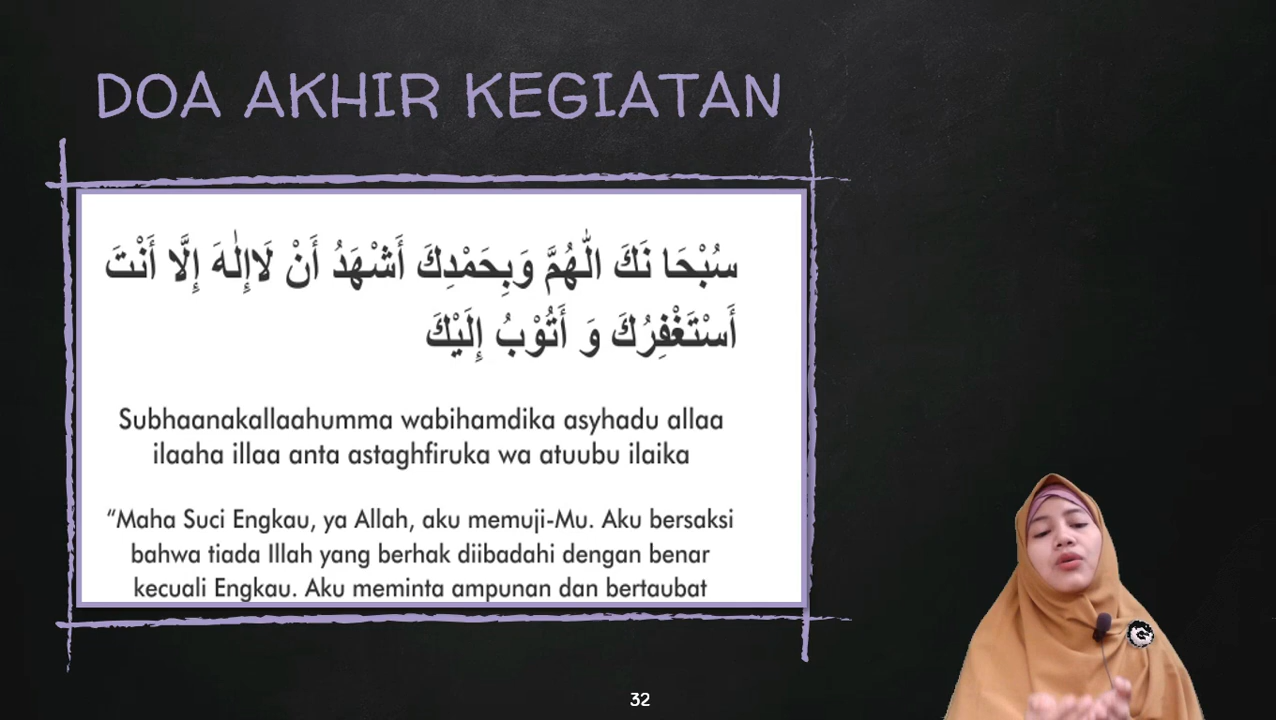 DOA AKHIR KEGIATAN
سُبْحَا نَكَ اللّٰهُمَّ وَبِحَمْدِكَ أَشْهَدُ أَنْ لَاإِلٰهَ إِلَّا أَنْتَ
أَسْتَغْفِرُكَ وَ أَتُوْبُ إِلَيْكَ
Subhaanakallaahumma wabihamdika asyhadu allaa
ilaaha illaa anta astaghfiruka wa atuubu ilaika
“Maha Suci Engkau, ya Allah, aku memuji-Mu. Aku bersaksi
bahwa tiada Illah yang berhak diibadahi dengan benar
kecuali Engkau. Aku meminta ampunan dan bertaubat
32